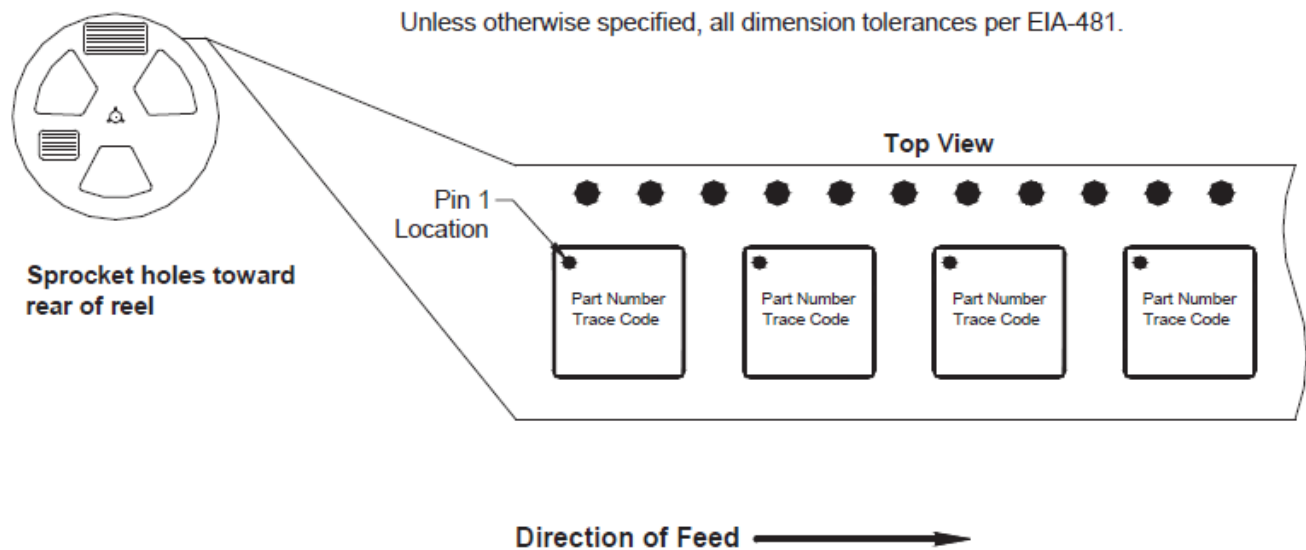 Unless otherwise specified, all dimension tolerances per EIA-481.
Top View
Pin 1
Location
Sprocket holes toward
rear of reel
Part Number
Trace Code
Part Number
Trace Code
Part Number
Trace Code
Part Number
Trace Code
Direction of Feed